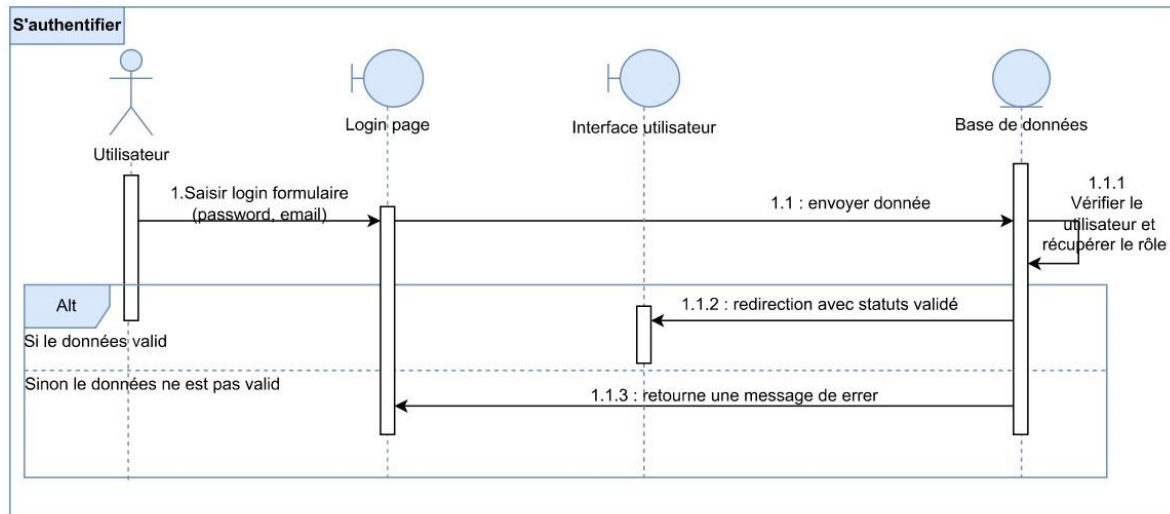 S'authentifier
Utilisateur
Login page
Interface utilisateur
Base de données
1.Saisir login formulaire
(password, email)
1.1 : envoyer donnée
1.1.1
Vérifier le
utilisateur et
récupérer le rôle
Alt
1.1.2 : redirection avec statuts validé
Si le données valid
Sinon le données ne est pas valid
1.1.3 : retourne une message de errer